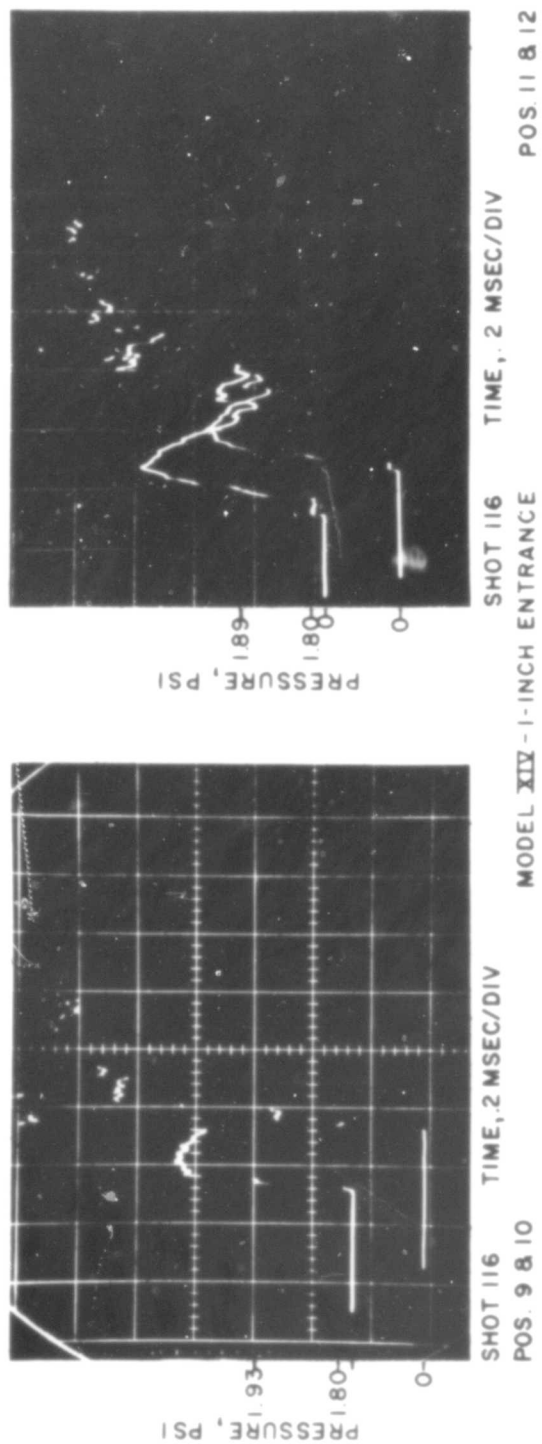 PRESSURE, PSI
1.93
1.80
0
SHOT 116 TIME, .2 MSEC/DIV
POS. 9 & 10
PRESSURE, PSI
1.89
1.80
0
0
SHOT 116 TIME, .2 MSEC/DIV
POS. 11 & 12
MODEL XIV - 1-INCH ENTRANCE